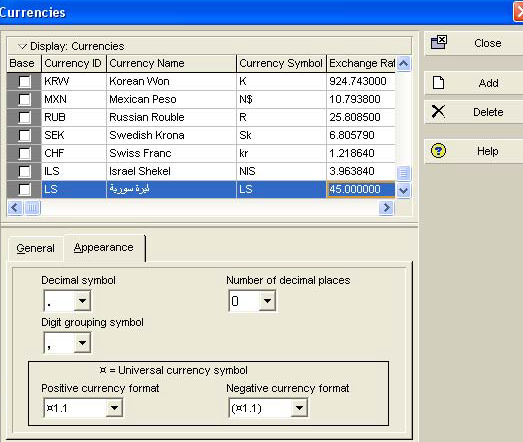 Currencies
Display: Currencies
Base Currency ID Currency Name Currency Symbol Exchange Rat
KRW Korean Won K 924.743000
MXN Mexican Peso N$ 10.793800
RUB Russian Rouble R 25.808500
SEK Swedish Krona Sk 6.805790
CHF Swiss Franc kr 1.218640
ILS Israel Shekel NIS 3.963840
LS ليرة سورية LS 45.000000
Close
Add
Delete
Help
General Appearance
Decimal symbol Number of decimal places
. 0
Digit grouping symbol
,
¤ = Universal currency symbol
Positive currency format Negative currency format
¤1.1 (¤1.1)